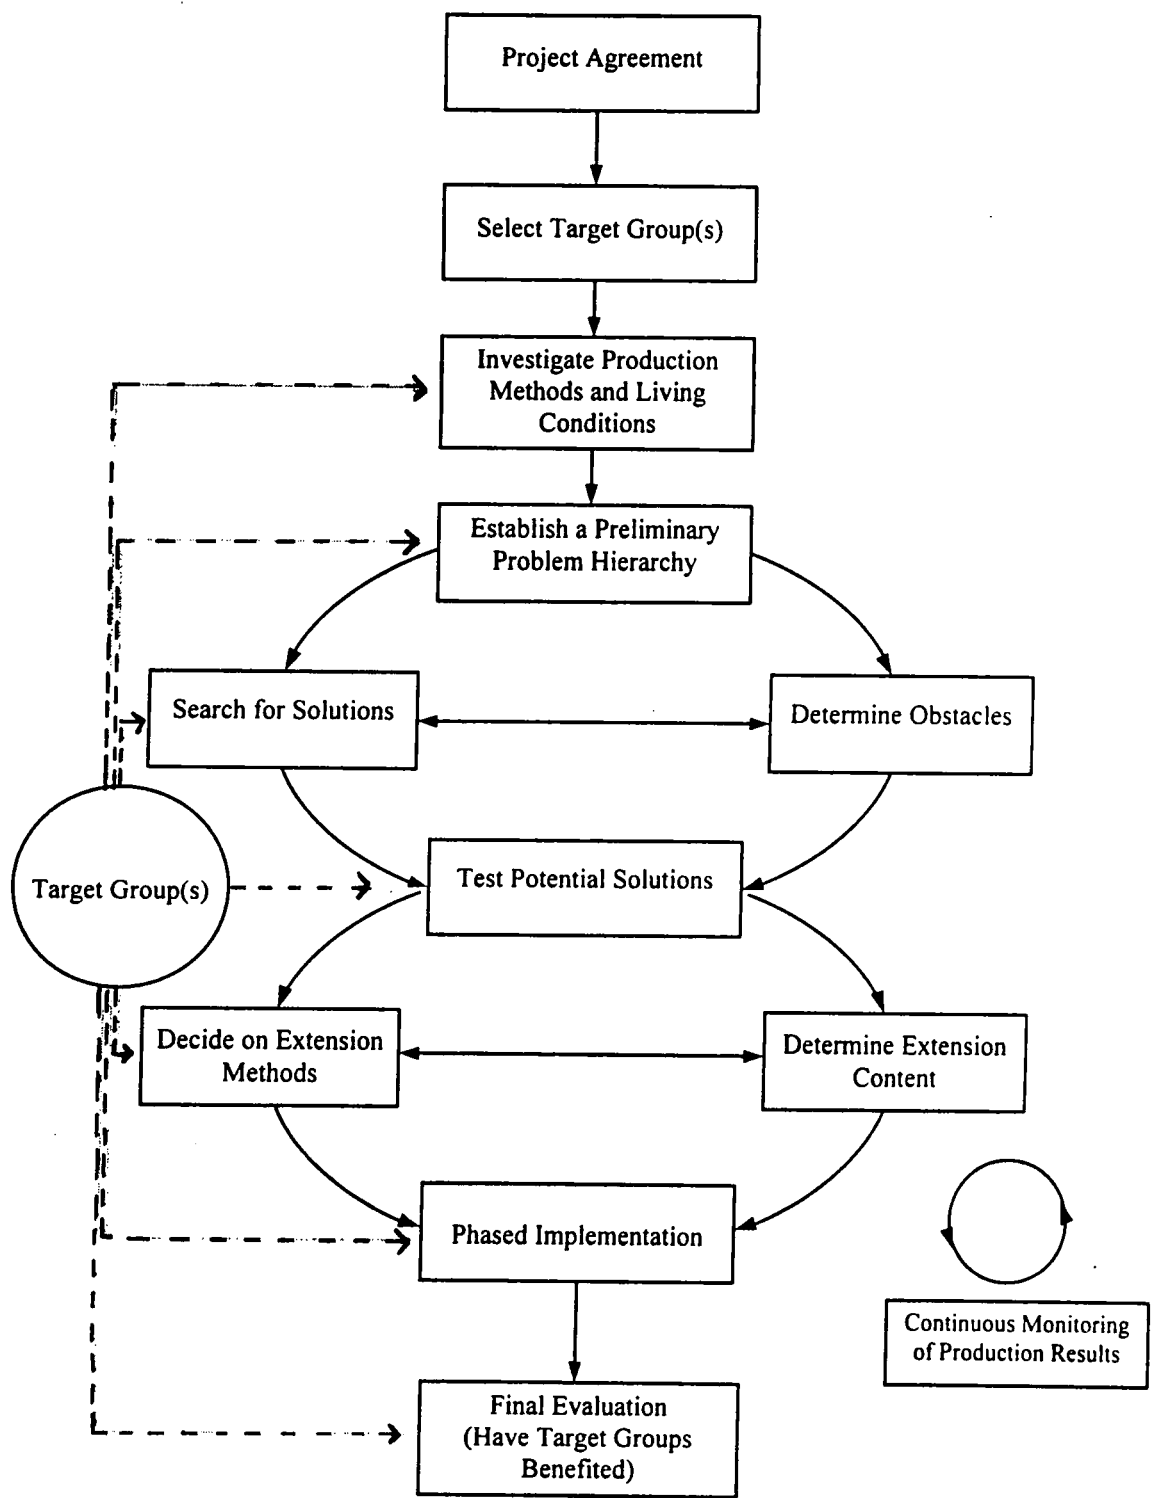 Project Agreement
Select Target Group(s)
Investigate Production
Methods and Living
Conditions
Establish a Preliminary
Problem Hierarchy
Search for Solutions
Determine Obstacles
Target Group(s)
Test Potential Solutions
Decide on Extension
Methods
Determine Extension
Content
Phased Implementation
Continuous Monitoring
of Production Results
Final Evaluation
(Have Target Groups
Benefited)